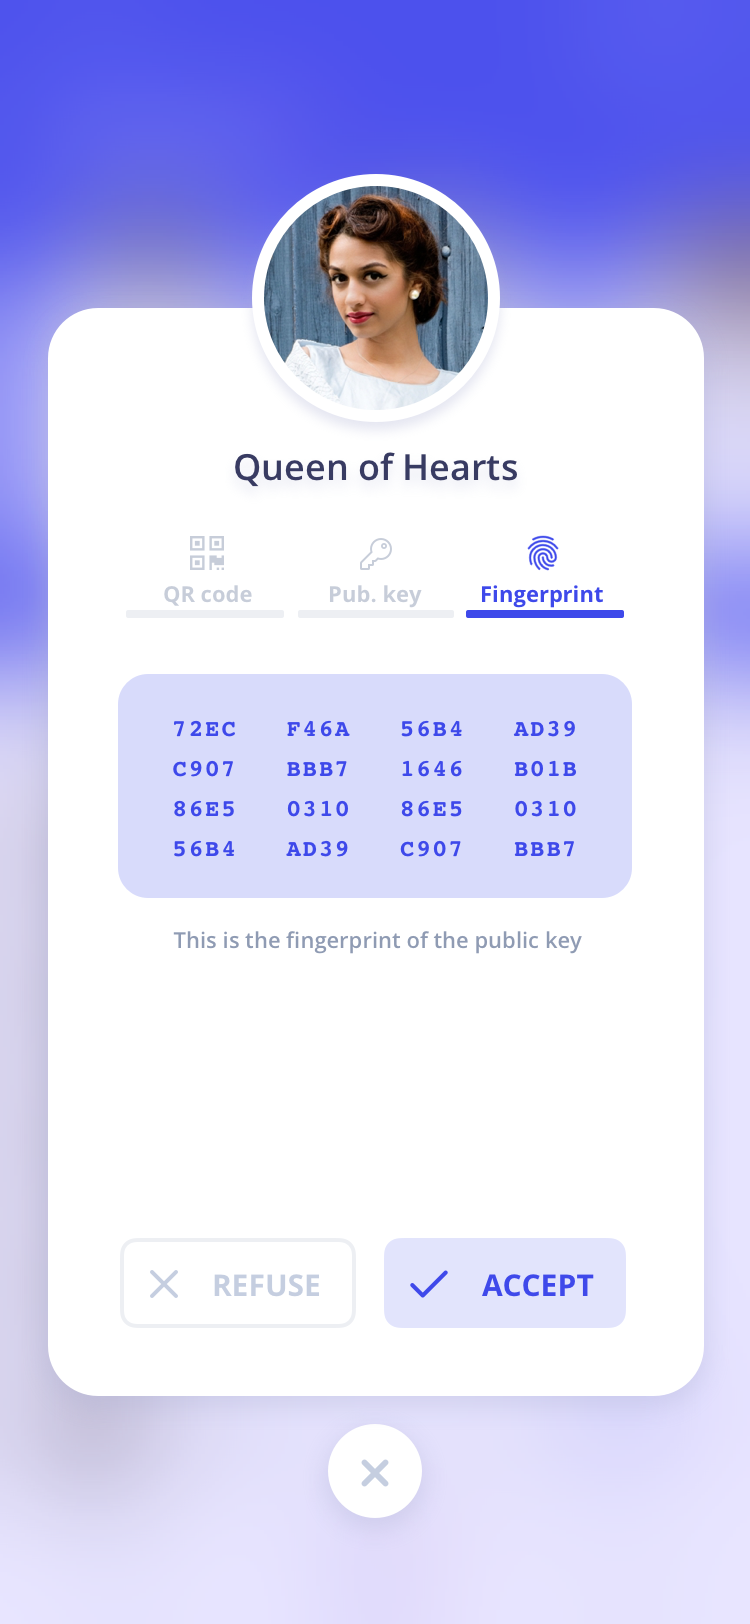 Queen of Hearts
QR code Pub. key Fingerprint
72EC F46A 56B4 AD39
C907 BBB7 1646 B01B
86E5 0310 86E5 0310
56B4 AD39 C907 BBB7
This is the fingerprint of the public key
REFUSE ACCEPT